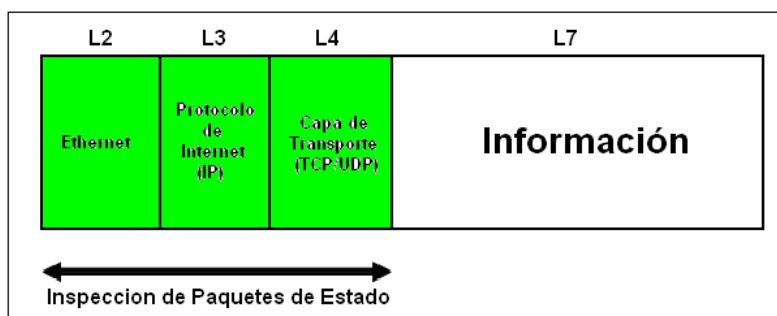 L2 L3 L4 L7
Ethernet
Protocolo
de
Internet
(IP)
Capa de
Transporte
(TCP/UDP)
Información
Inspeccion de Paquetes de Estado